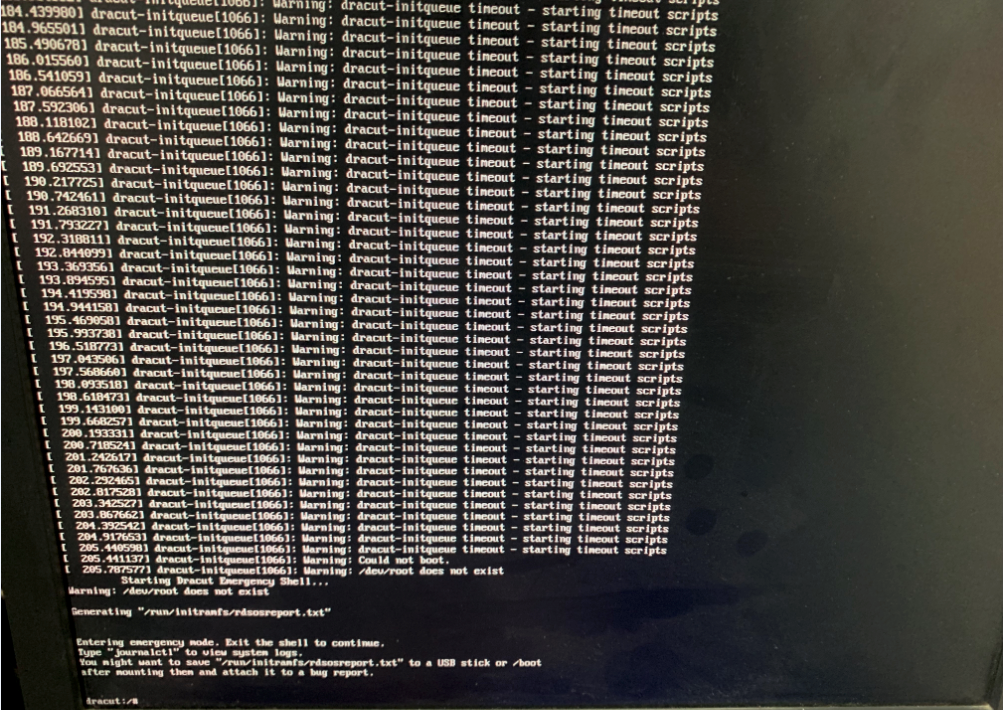 dracut-initqueue[1066]: Warning: dracut-initqueue timeout - starting timeout scripts
184.439980] dracut-initqueue[1066]: Warning: dracut-initqueue timeout - starting timeout scripts
184.965501] dracut-initqueue[1066]: Warning: dracut-initqueue timeout - starting timeout scripts
185.490678] dracut-initqueue[1066]: Warning: dracut-initqueue timeout - starting timeout scripts
186.015560] dracut-initqueue[1066]: Warning: dracut-initqueue timeout - starting timeout scripts
186.541059] dracut-initqueue[1066]: Warning: dracut-initqueue timeout - starting timeout scripts
187.066564] dracut-initqueue[1066]: Warning: dracut-initqueue timeout - starting timeout scripts
187.592306] dracut-initqueue[1066]: Warning: dracut-initqueue timeout - starting timeout scripts
188.118102] dracut-initqueue[1066]: Warning: dracut-initqueue timeout - starting timeout scripts
188.642669] dracut-initqueue[1066]: Warning: dracut-initqueue timeout - starting timeout scripts
189.167714] dracut-initqueue[1066]: Warning: dracut-initqueue timeout - starting timeout scripts
[ 189.692553] dracut-initqueue[1066]: Warning: dracut-initqueue timeout - starting timeout scripts
[ 190.217725] dracut-initqueue[1066]: Warning: dracut-initqueue timeout - starting timeout scripts
[ 190.742461] dracut-initqueue[1066]: Warning: dracut-initqueue timeout - starting timeout scripts
[ 191.268310] dracut-initqueue[1066]: Warning: dracut-initqueue timeout - starting timeout scripts
[ 191.793227] dracut-initqueue[1066]: Warning: dracut-initqueue timeout - starting timeout scripts
[ 192.318811] dracut-initqueue[1066]: Warning: dracut-initqueue timeout - starting timeout scripts
[ 192.844099] dracut-initqueue[1066]: Warning: dracut-initqueue timeout - starting timeout scripts
[ 193.369356] dracut-initqueue[1066]: Warning: dracut-initqueue timeout - starting timeout scripts
[ 193.894595] dracut-initqueue[1066]: Warning: dracut-initqueue timeout - starting timeout scripts
[ 194.419598] dracut-initqueue[1066]: Warning: dracut-initqueue timeout - starting timeout scripts
[ 194.944158] dracut-initqueue[1066]: Warning: dracut-initqueue timeout - starting timeout scripts
[ 195.469058] dracut-initqueue[1066]: Warning: dracut-initqueue timeout - starting timeout scripts
[ 195.993738] dracut-initqueue[1066]: Warning: dracut-initqueue timeout - starting timeout scripts
[ 196.518773] dracut-initqueue[1066]: Warning: dracut-initqueue timeout - starting timeout scripts
[ 197.043506] dracut-initqueue[1066]: Warning: dracut-initqueue timeout - starting timeout scripts
[ 197.568660] dracut-initqueue[1066]: Warning: dracut-initqueue timeout - starting timeout scripts
[ 198.093518] dracut-initqueue[1066]: Warning: dracut-initqueue timeout - starting timeout scripts
[ 198.618473] dracut-initqueue[1066]: Warning: dracut-initqueue timeout - starting timeout scripts
[ 199.143100] dracut-initqueue[1066]: Warning: dracut-initqueue timeout - starting timeout scripts
[ 199.668257] dracut-initqueue[1066]: Warning: dracut-initqueue timeout - starting timeout scripts
[ 200.193331] dracut-initqueue[1066]: Warning: dracut-initqueue timeout - starting timeout scripts
[ 200.718524] dracut-initqueue[1066]: Warning: dracut-initqueue timeout - starting timeout scripts
[ 201.242617] dracut-initqueue[1066]: Warning: dracut-initqueue timeout - starting timeout scripts
[ 201.767636] dracut-initqueue[1066]: Warning: dracut-initqueue timeout - starting timeout scripts
[ 202.292465] dracut-initqueue[1066]: Warning: dracut-initqueue timeout - starting timeout scripts
[ 202.817528] dracut-initqueue[1066]: Warning: dracut-initqueue timeout - starting timeout scripts
[ 203.342527] dracut-initqueue[1066]: Warning: dracut-initqueue timeout - starting timeout scripts
[ 203.867662] dracut-initqueue[1066]: Warning: dracut-initqueue timeout - starting timeout scripts
[ 204.392542] dracut-initqueue[1066]: Warning: dracut-initqueue timeout - starting timeout scripts
[ 204.917653] dracut-initqueue[1066]: Warning: dracut-initqueue timeout - starting timeout scripts
[ 205.440598] dracut-initqueue[1066]: Warning: dracut-initqueue timeout - starting timeout scripts
[ 205.441137] dracut-initqueue[1066]: Warning: Could not boot.
[ 205.787577] dracut-initqueue[1066]: Warning: /dev/root does not exist
Starting Dracut Emergency Shell...
Warning: /dev/root does not exist
Generating "/run/initramfs/rdsosreport.txt"
Entering emergency mode. Exit the shell to continue.
Type "journalctl" to view system logs.
You might want to save "/run/initramfs/rdsosreport.txt" to a USB stick or /boot
after mounting them and attach it to a bug report.
dracut:/#